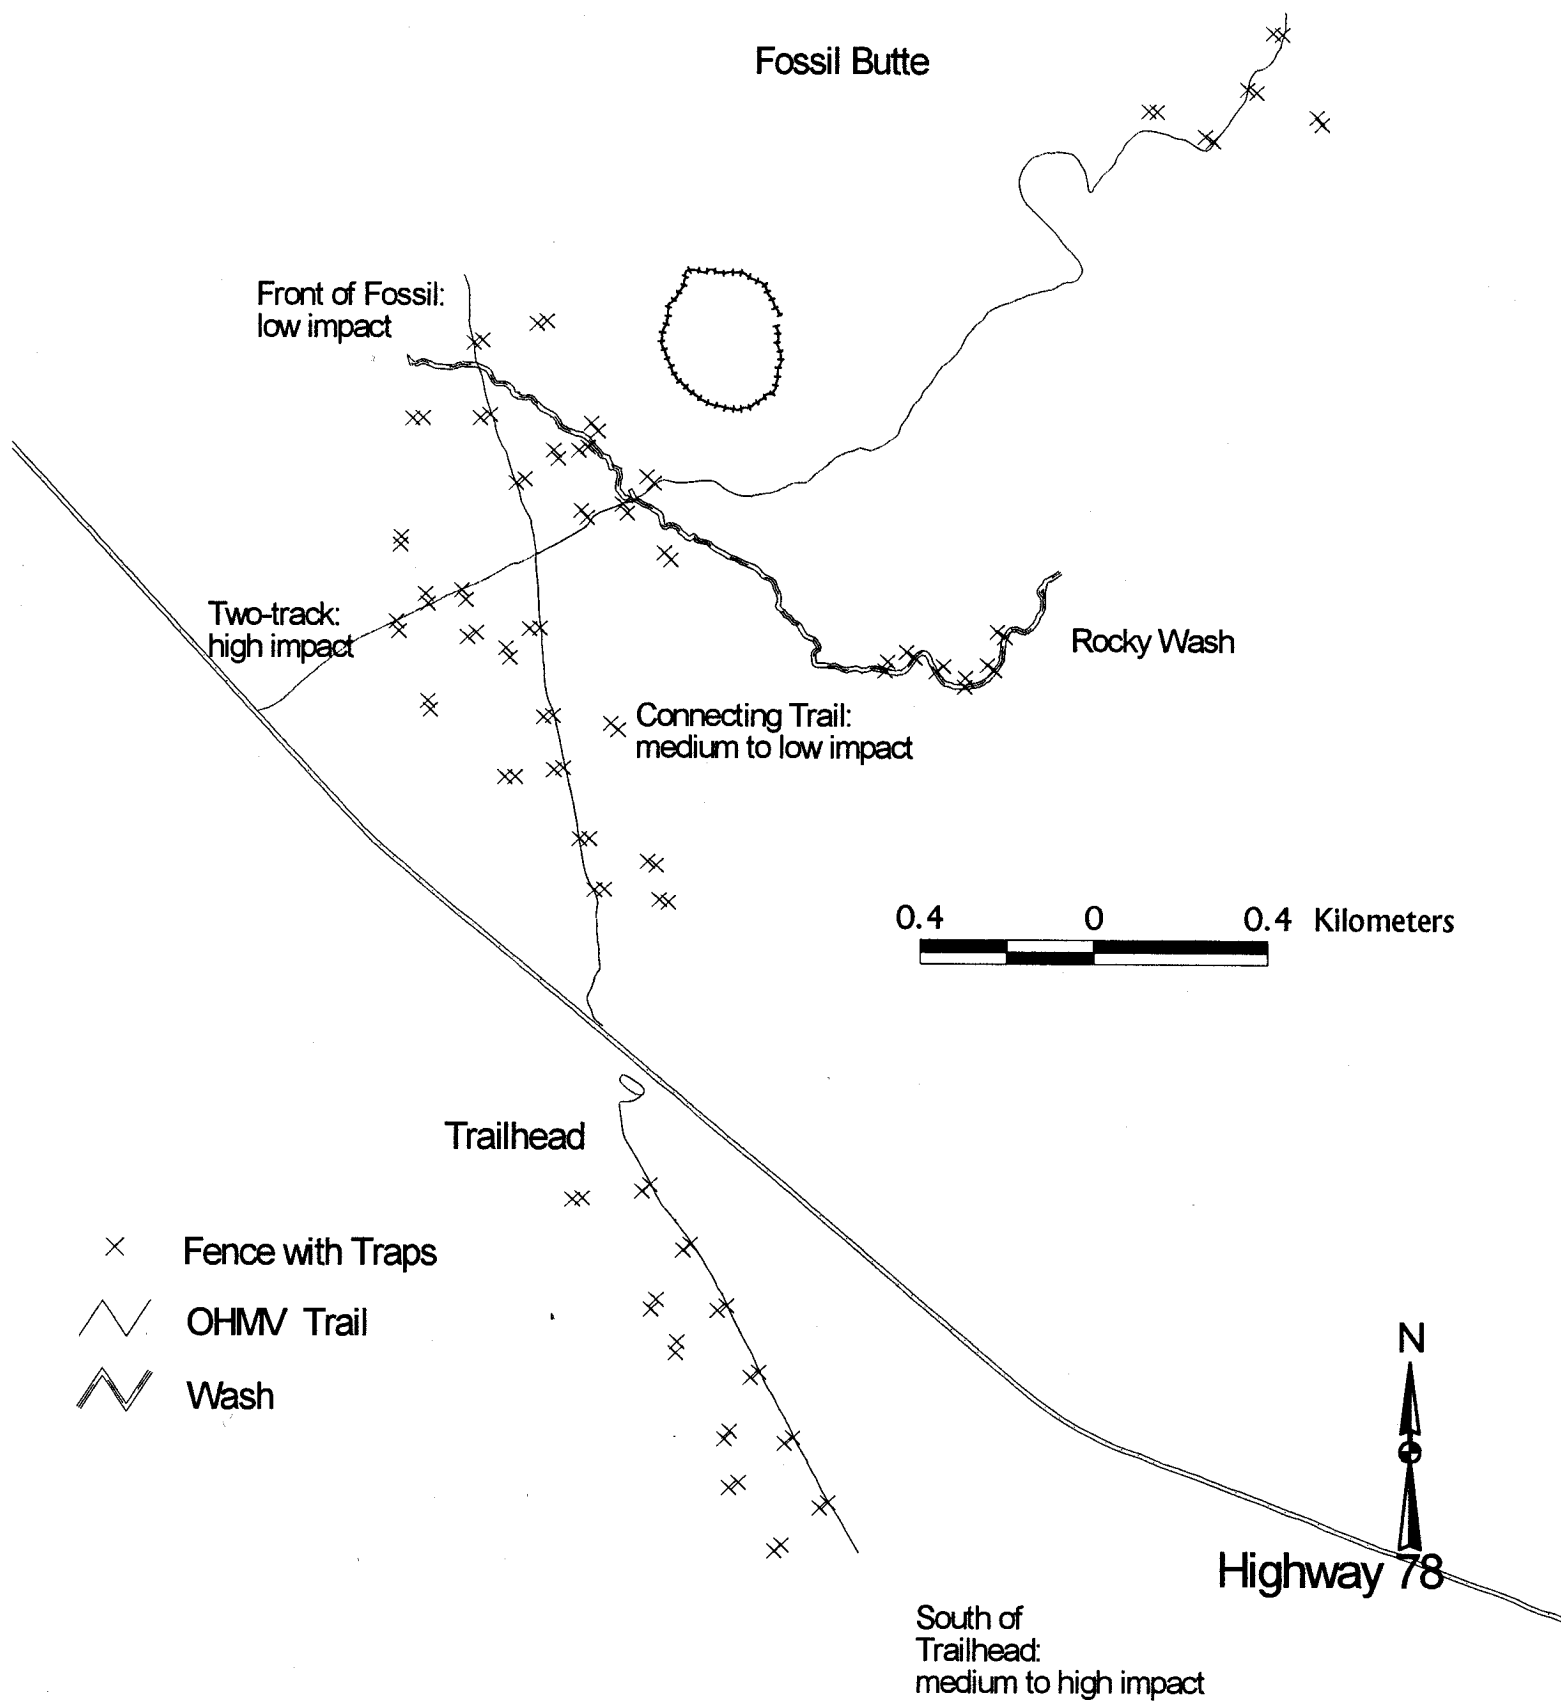 Fossil Butte
Front of Fossil:
low impact
Two-track:
high impact
Rocky Wash
Connecting Trail:
medium to low impact
0.4 0 0.4 Kilometers
Trailhead
Fence with Traps
OHMV Trail
Wash
N
Highway 78
South of
Trailhead:
medium to high impact